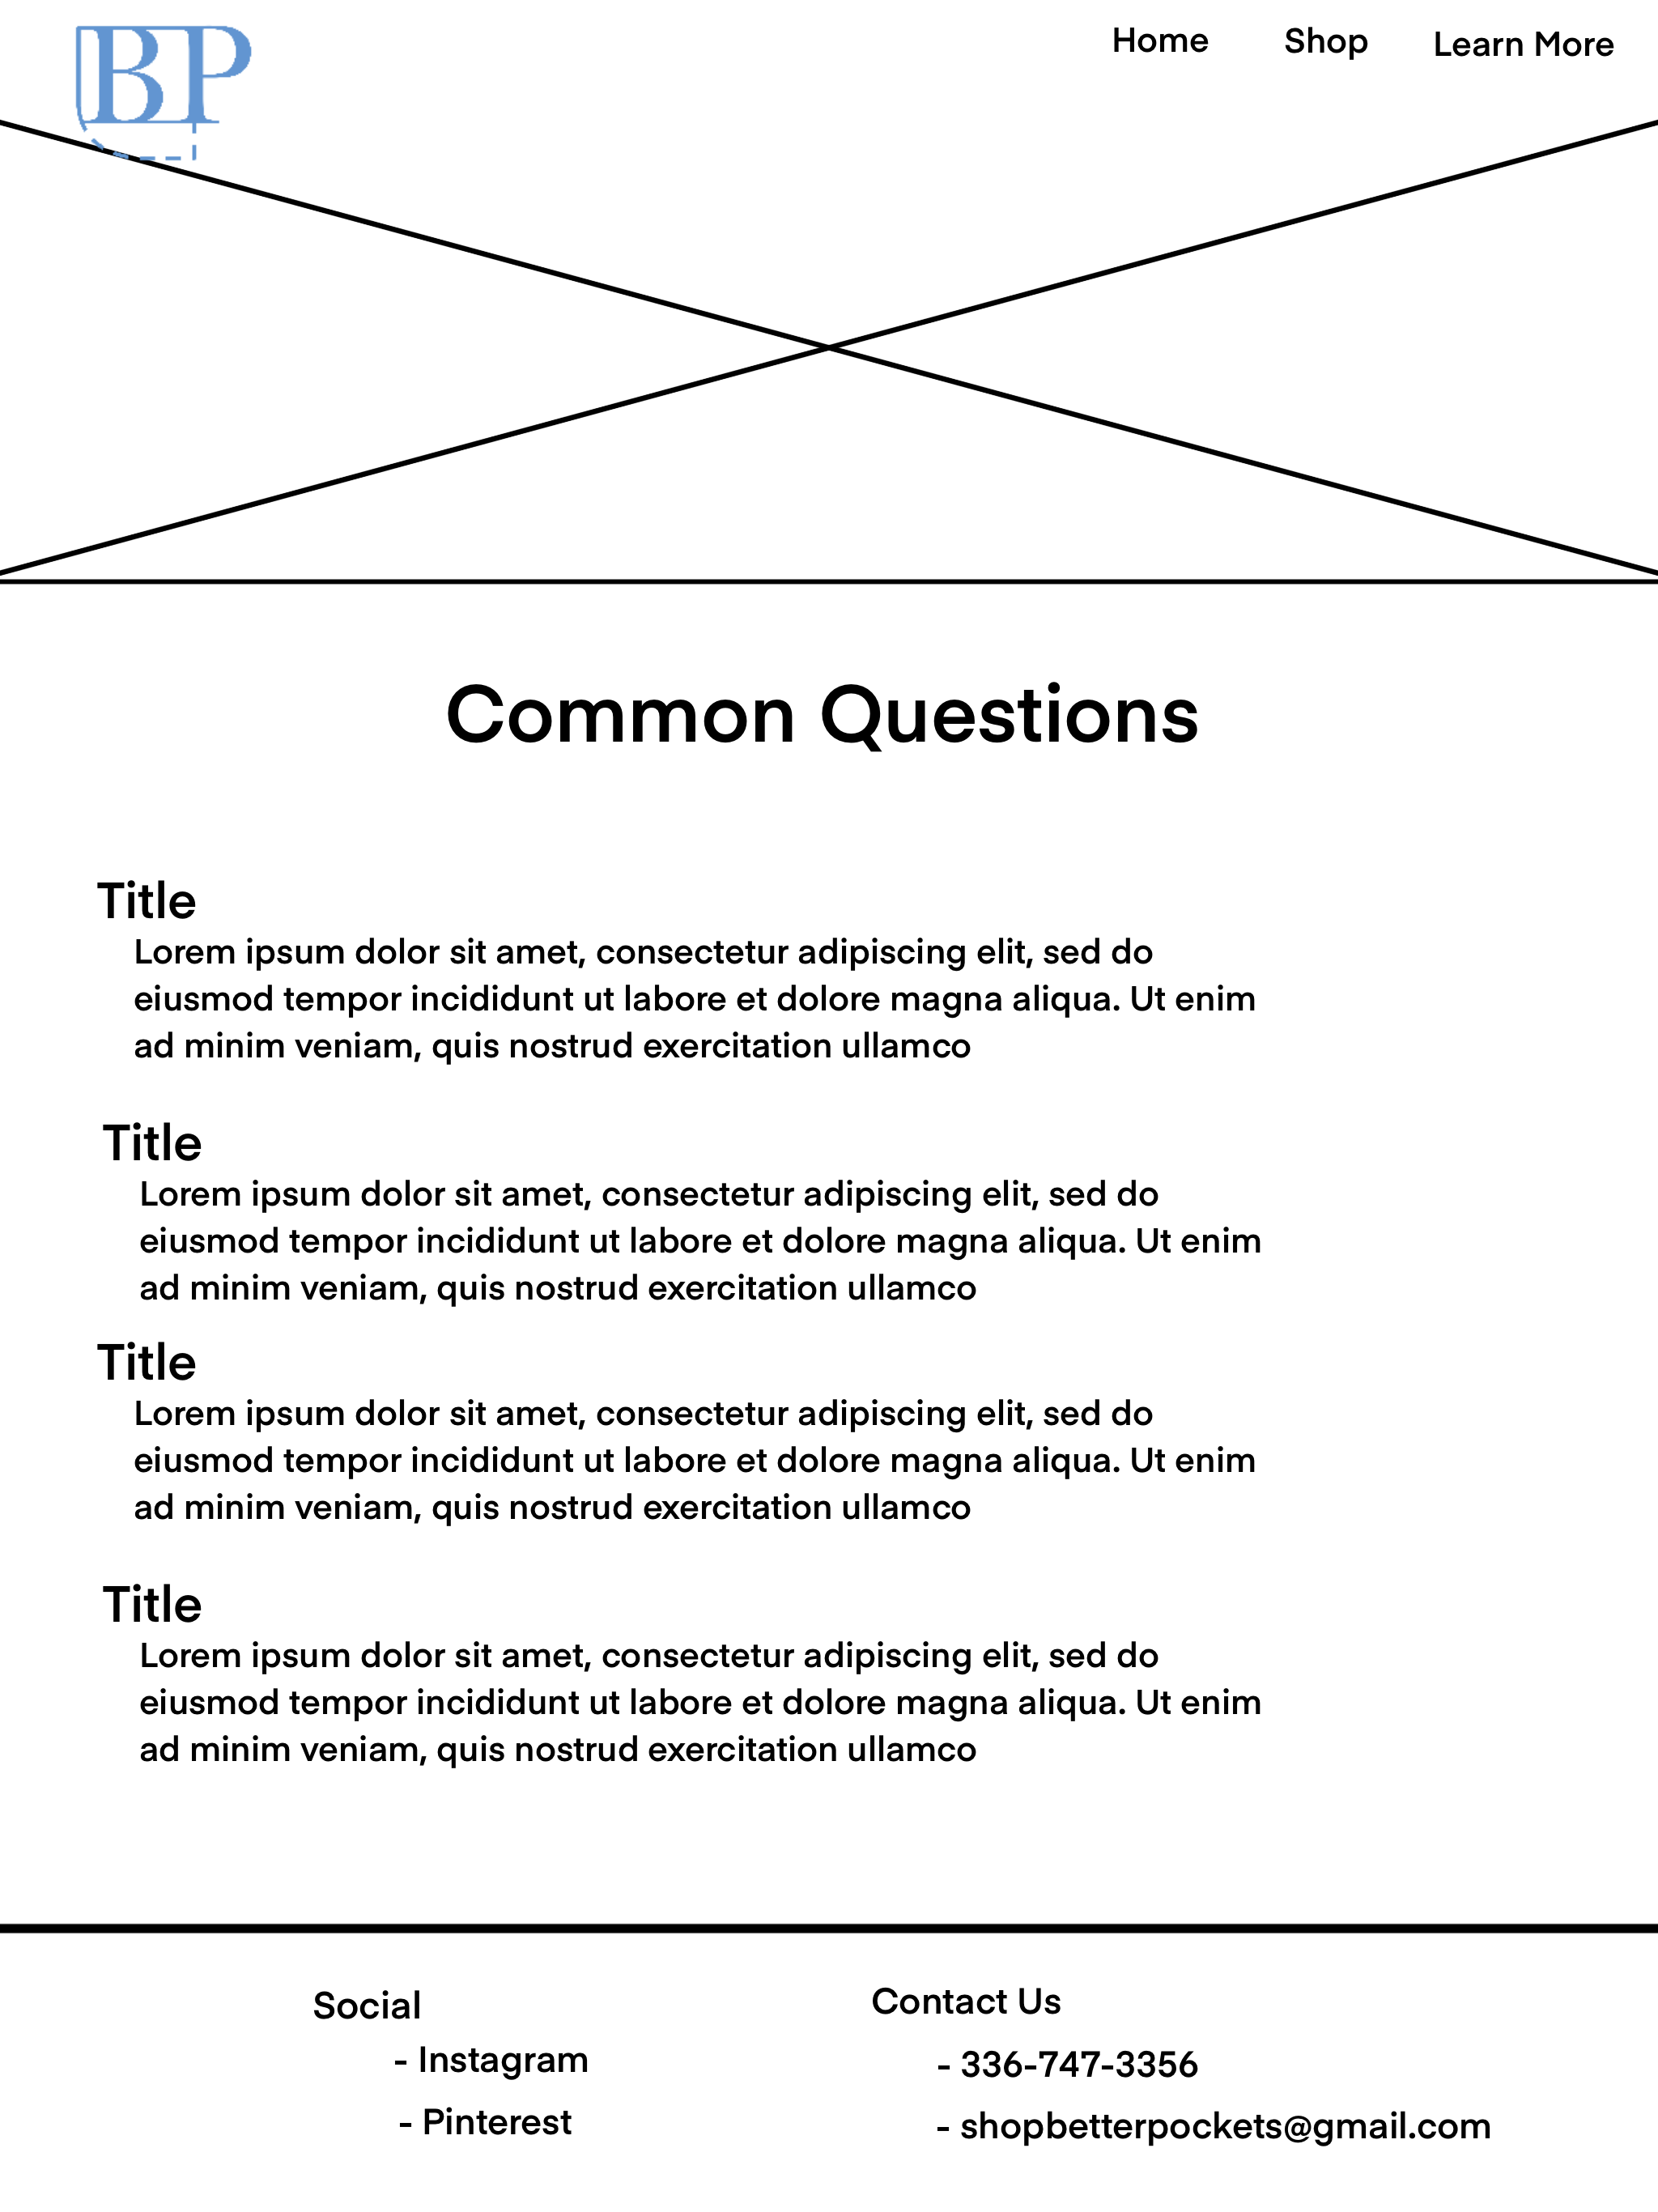 BP
Home Shop Learn More
Common Questions
Title
Lorem ipsum dolor sit amet, consectetur adipiscing elit, sed do
eiusmod tempor incididunt ut labore et dolore magna aliqua. Ut enim
ad minim veniam, quis nostrud exercitation ullamco
Title
Lorem ipsum dolor sit amet, consectetur adipiscing elit, sed do
eiusmod tempor incididunt ut labore et dolore magna aliqua. Ut enim
ad minim veniam, quis nostrud exercitation ullamco
Title
Lorem ipsum dolor sit amet, consectetur adipiscing elit, sed do
eiusmod tempor incididunt ut labore et dolore magna aliqua. Ut enim
ad minim veniam, quis nostrud exercitation ullamco
Title
Lorem ipsum dolor sit amet, consectetur adipiscing elit, sed do
eiusmod tempor incididunt ut labore et dolore magna aliqua. Ut enim
ad minim veniam, quis nostrud exercitation ullamco
Social
- Instagram
- Pinterest
Contact Us
- 336-747-3356
- shopbetterpockets@gmail.com